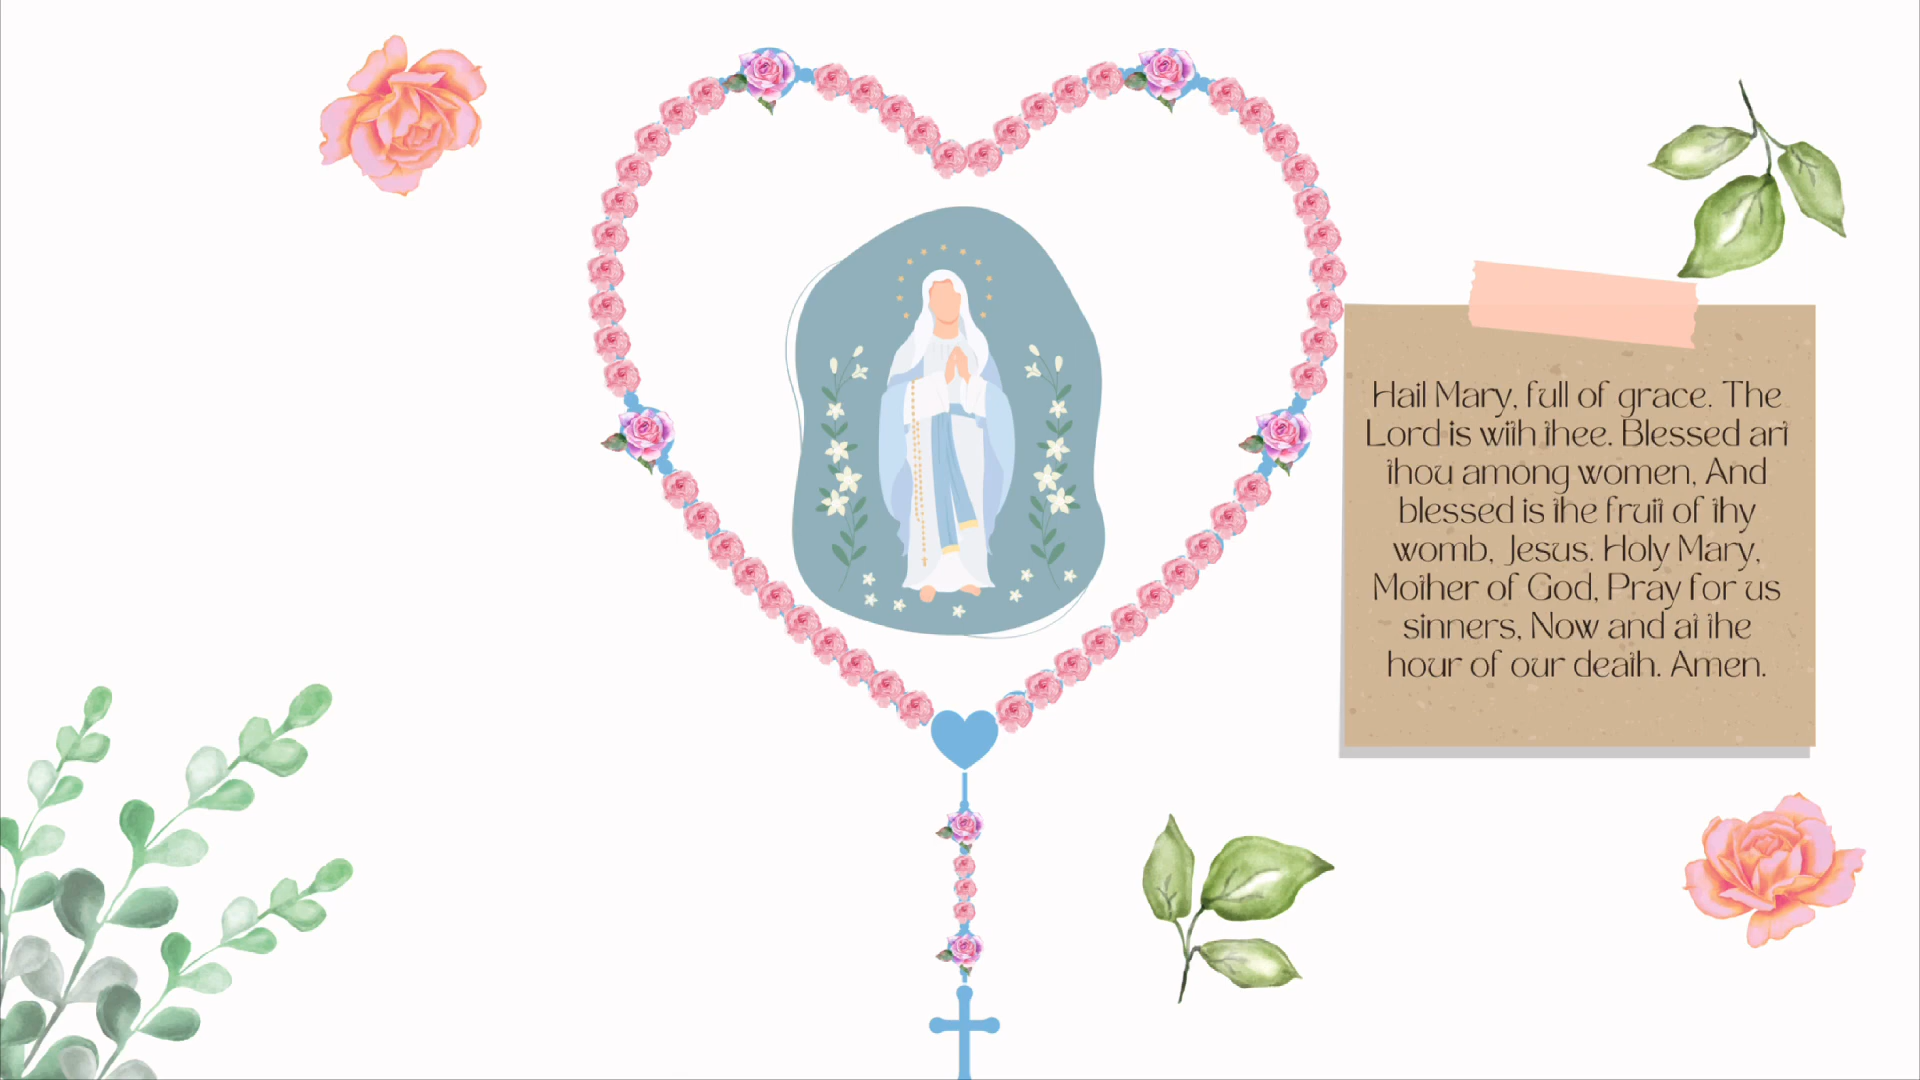 Hail Mary, full of grace. The
Lord is with thee. Blessed art
thou among women, And
blessed is the fruit of thy
womb, Jesus. Holy Mary,
Mother of God, Pray for us
sinners, Now and at the
hour of our death. Amen.